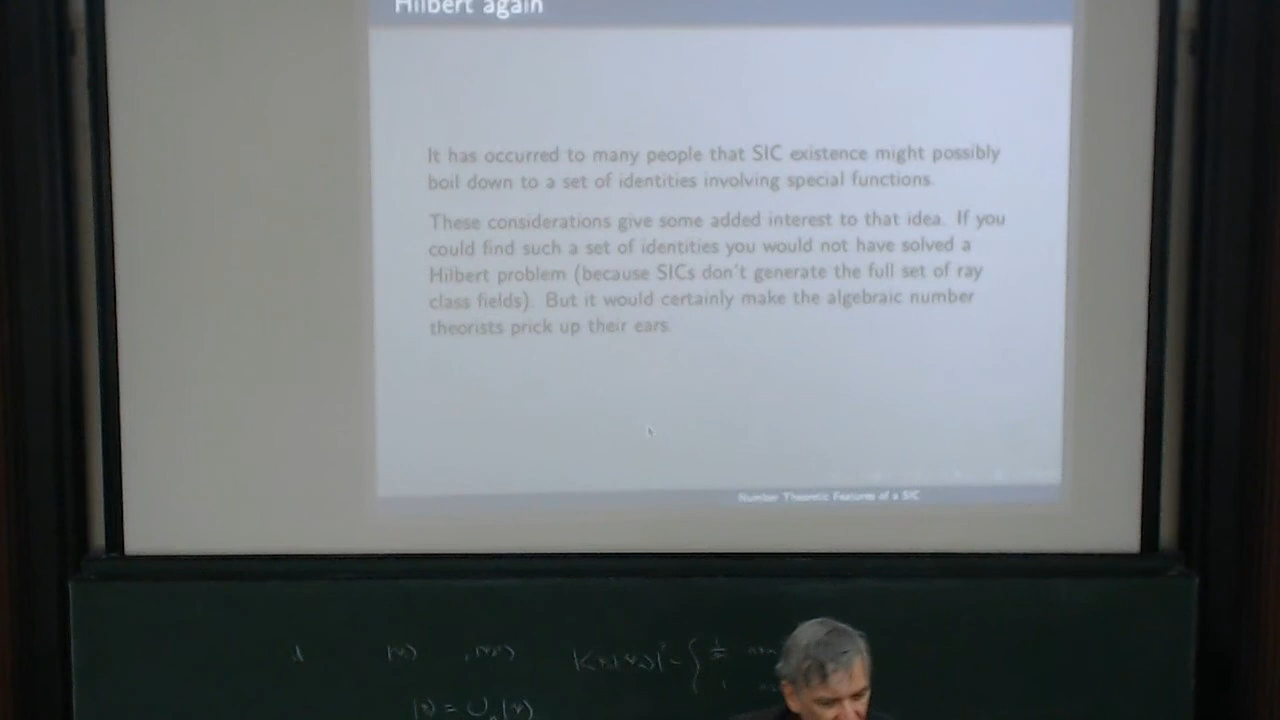 Hilbert again
It has occurred to many people that SIC existence might possibly
boil down to a set of identities involving special functions.
These considerations give some added interest to that idea. If you
could find such a set of identities you would not have solved a
Hilbert problem (because SICs don't generate the full set of ray
class fields). But it would certainly make the algebraic number
theorists prick up their ears.
Number Theoretic Features of a SIC